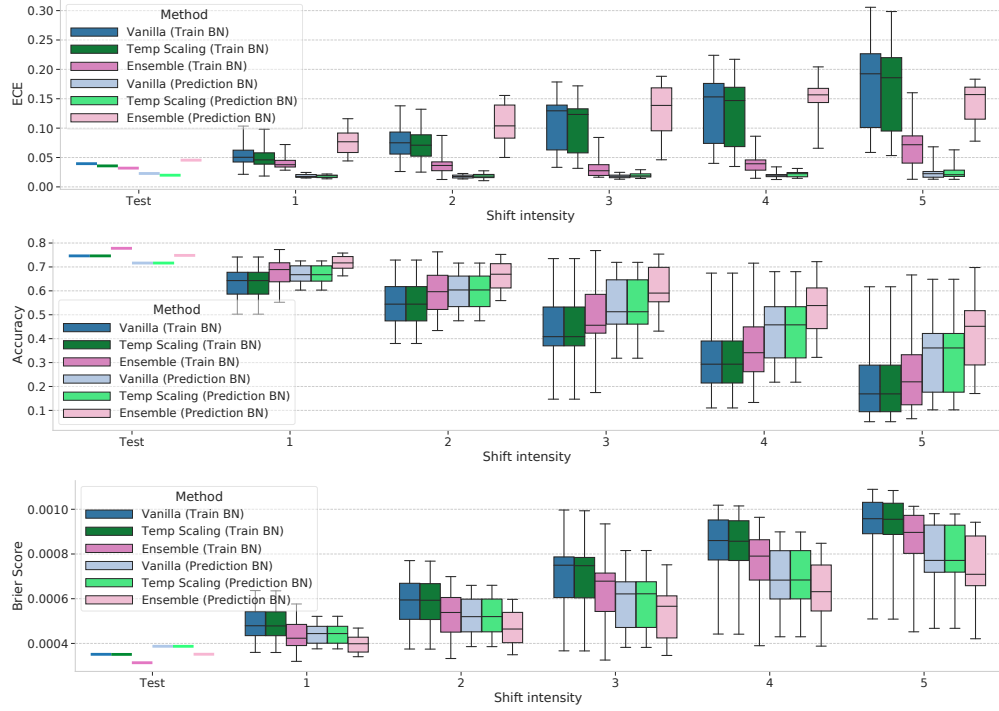 0.30
0.25
0.20
0.15
0.10
0.05
0.00
ECE
Method
Vanilla (Train BN)
Temp Scaling (Train BN)
Ensemble (Train BN)
Vanilla (Prediction BN)
Temp Scaling (Prediction BN)
Ensemble (Prediction BN)
Test 1 2 3 4 5
Shift intensity
0.8
0.7
0.6
0.5
0.4
0.3
0.2
0.1
Accuracy
Method
Vanilla (Train BN)
Temp Scaling (Train BN)
Ensemble (Train BN)
Vanilla (Prediction BN)
Temp Scaling (Prediction BN)
Ensemble (Prediction BN)
Test 1 2 3 4 5
Shift intensity
0.0010
0.0008
0.0006
0.0004
Brier Score
Method
Vanilla (Train BN)
Temp Scaling (Train BN)
Ensemble (Train BN)
Vanilla (Prediction BN)
Temp Scaling (Prediction BN)
Ensemble (Prediction BN)
Test 1 2 3 4 5
Shift intensity